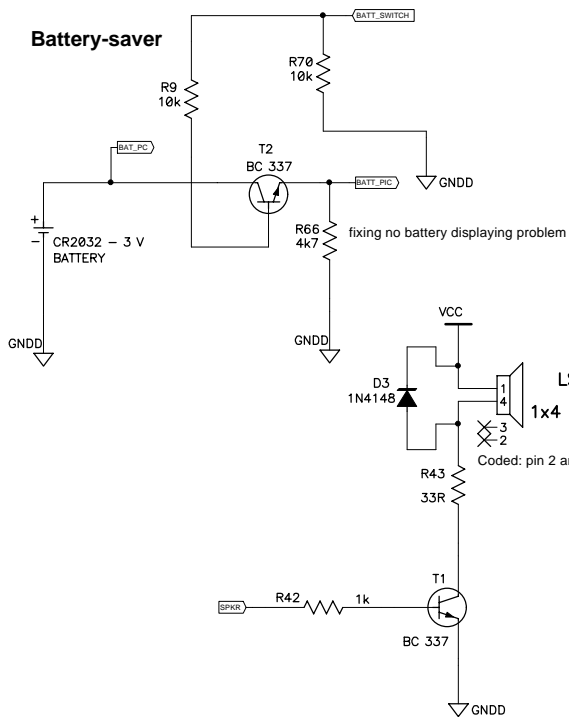 BATT_SWITCH
Battery-saver
R70
10k
R9
10k
BAT_PC
T2
BC 337
GNDD
BATT_PIC
+
-
CR2032 – 3 V
BATTERY
R66
4k7
fixing no battery displaying problem
GNDD
GNDD
VCC
D3
1N4148
1
4
LS
1x4
3
2
Coded: pin 2 an
R43
33R
T1
SPKR
R42
1k
BC 337
GNDD